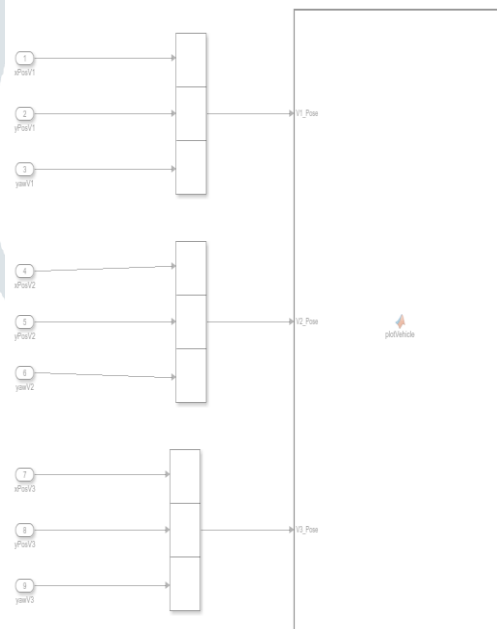 1
xPosV1
2
yPosV1
V1_Pose
3
yawV1
4
xPosV2
5
yPosV2
V2_Pose
plotVehicle
6
yawV2
7
xPosV3
8
yPosV3
V3_Pose
9
yawV3